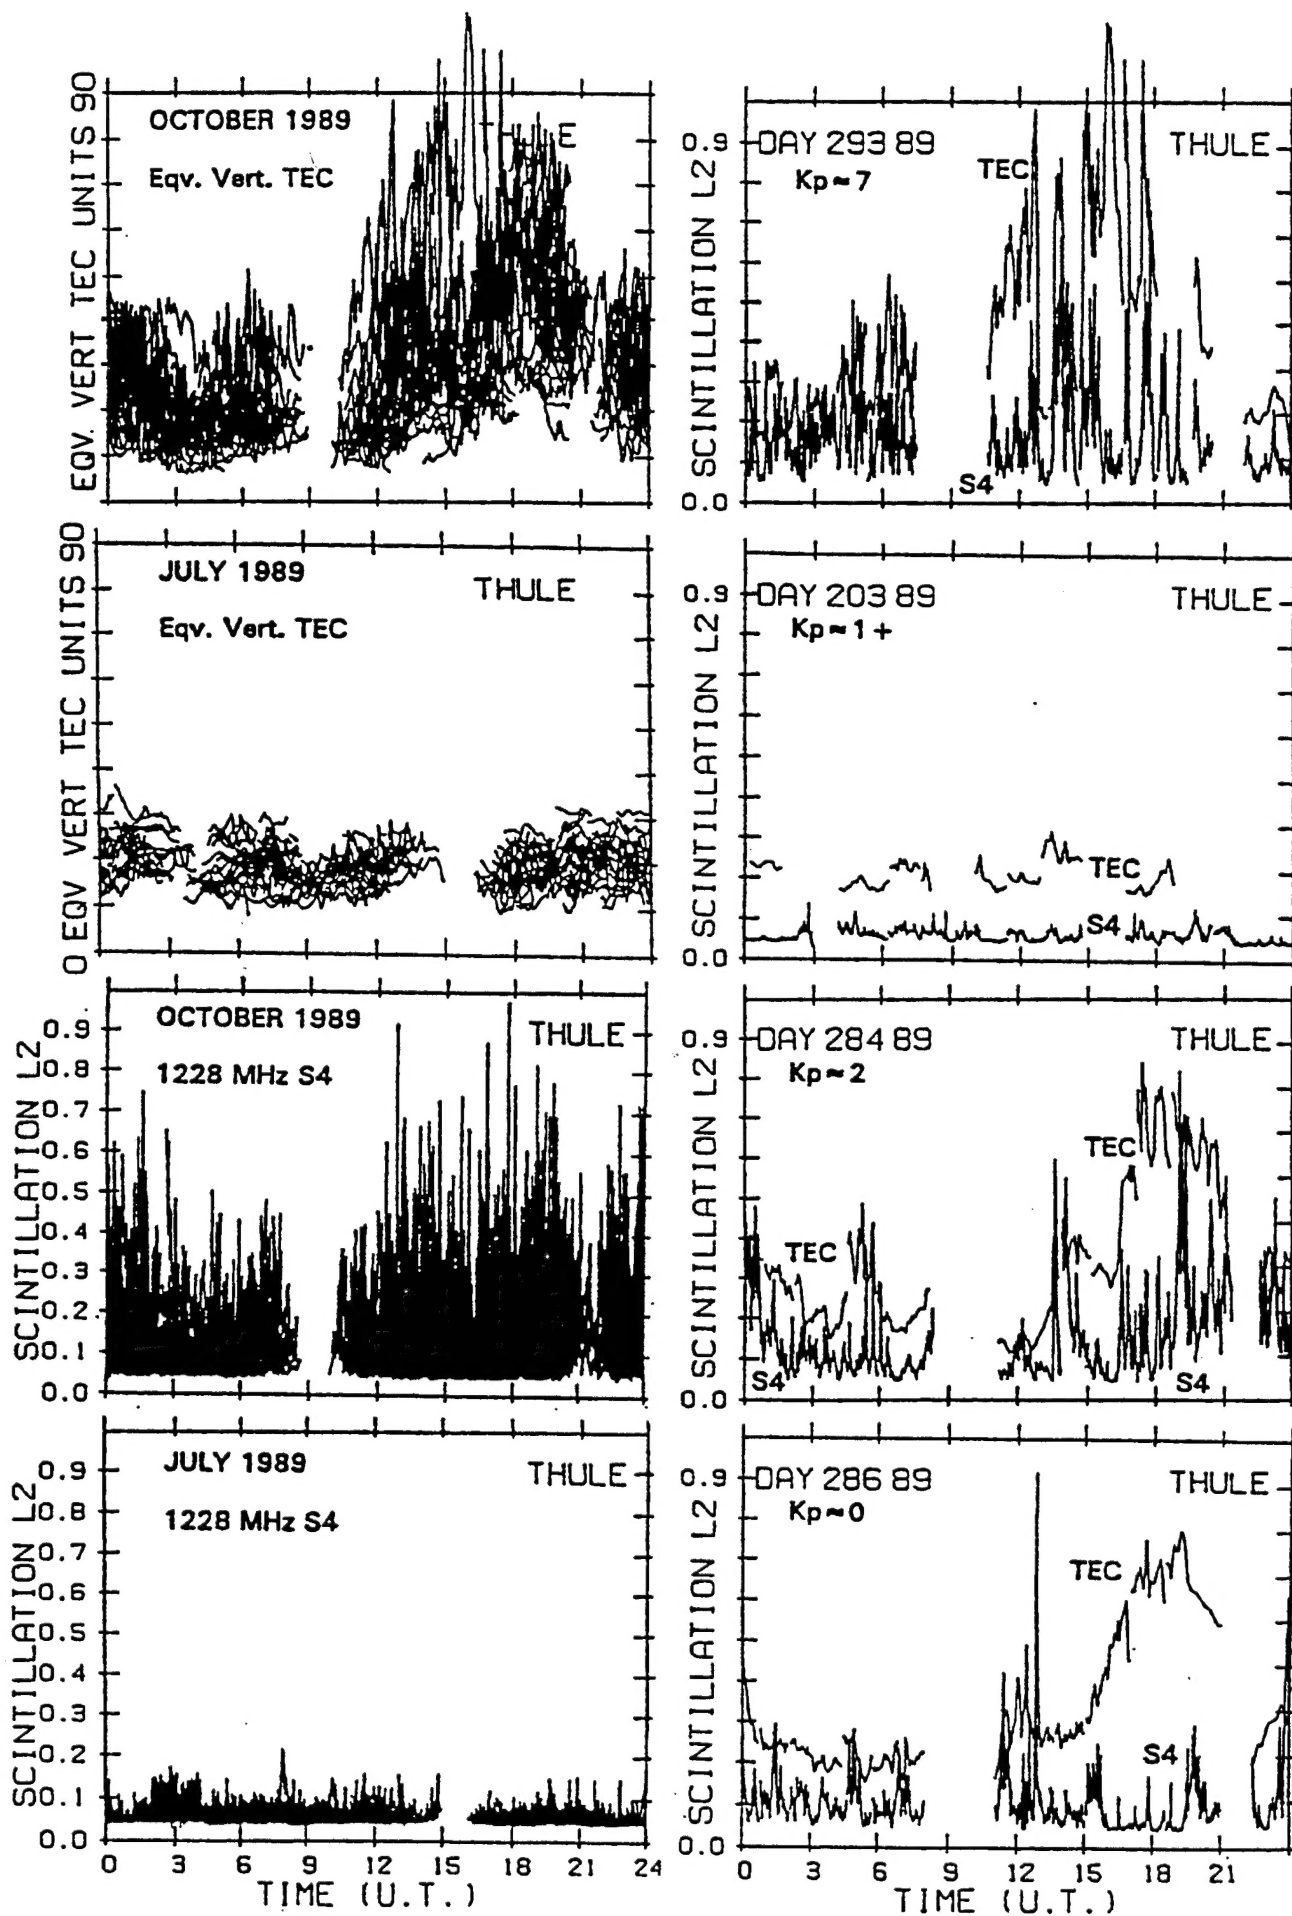 EQV. VERT TEC UNITS 90
OCTOBER 1989
E
Eqv. Vert. TEC
SCINTILLATION L2
0.9
0.0
DAY 293 89
THULE
Kp≈7
TEC
S4
0 EQV VERT TEC UNITS 90
JULY 1989
THULE
Eqv. Vert. TEC
SCINTILLATION L2
0.9
0.0
DAY 203 89
THULE
Kp≈1+
TEC
S4
SCINTILLATION L2
0.9
0.8
0.7
0.6
0.5
0.4
0.3
0.2
0.1
0.0
OCTOBER 1989
THULE
1228 MHz S4
SCINTILLATION L2
0.9
0.0
DAY 284 89
THULE
Kp≈2
TEC
TEC
S4
S4
SCINTILLATION L2
0.9
0.8
0.7
0.6
0.5
0.4
0.3
0.2
0.1
0.0
JULY 1989
THULE
1228 MHz S4
0 3 6 9 12 15 18 21 24
TIME (U.T.)
SCINTILLATION L2
0.9
0.0
DAY 286 89
THULE
Kp≈0
TEC
S4
0 3 6 9 12 15 18 21
TIME (U.T.)